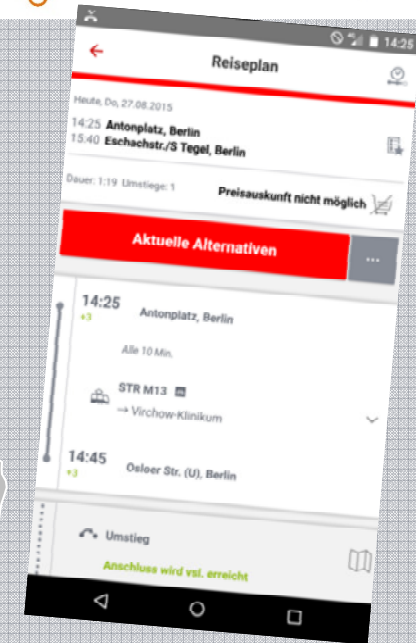 14:25
Reiseplan
Heute, Do, 27.08.2015
14:25 Antonplatz, Berlin
15:40 Eschachstr./S Tegel, Berlin
Dauer: 1:19 Umstiege: 1
Preisauskunft nicht möglich
Aktuelle Alternativen
...
14:25 Antonplatz, Berlin
+3
Alle 10 Min.
STR M13
→ Virchow-Klinikum
14:45 Osloer Str. (U), Berlin
+3
Umstieg
Anschluss wird vsl. erreicht